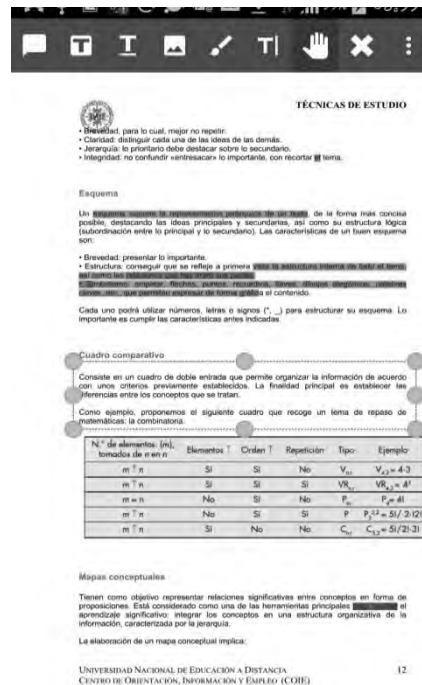 TÉCNICAS DE ESTUDIO
• Brevedad, para lo cual, mejor no repetir.
• Claridad: distinguir cada una de las ideas de las demás.
• Jerarquía: lo prioritario debe destacar sobre lo secundario.
• Integridad: no confundir «entresacar» lo importante, con recortar el tema.
Esquema
Un esquema supone la representación jerárquica de un texto, de la forma más concisa
posible, destacando las ideas principales y secundarias, así como su estructura lógica
(subordinación entre lo principal y lo secundario). Las características de un buen esquema
son:
• Brevedad: presentar lo importante.
• Estructura: conseguir que se refleje a primera vista la estructura interna de todo el tema,
así como las relaciones que hay entre sus partes.
• Simbolismo: emplear flechas, puntos, recuadros, llaves, dibujos alegóricos, palabras
claves, etc., que permitan expresar de forma gráfica el contenido.
Cada uno podrá utilizar números, letras o signos (*, _) para estructurar su esquema. Lo
importante es cumplir las características antes indicadas.
Cuadro comparativo
Consiste en un cuadro de doble entrada que permite organizar la información de acuerdo
con unos criterios previamente establecidos. La finalidad principal es establecer las
diferencias entre los conceptos que se tratan.
Como ejemplo, proponemos el siguiente cuadro que recoge un tema de repaso de
matemáticas: la combinatoria.
N.º de elementos (m), tomados de n en n Elementos ↑ Orden ↑ Repetición Tipo Ejemplo
m ↑ n Sí Sí No V
m ↑ n Sí Sí Sí VR
m = n No Sí No P
m ↑ n No Sí Sí P
m ↑ n Sí No No C
Mapas conceptuales
Tienen como objetivo representar relaciones significativas entre conceptos en forma de
proposiciones. Está considerado como una de las herramientas principales para lograr el
aprendizaje significativo: integrar los conceptos en una estructura organizativa de la
información, caracterizada por la jerarquía.
La elaboración de un mapa conceptual implica:
UNIVERSIDAD NACIONAL DE EDUCACIÓN A DISTANCIA 12
CENTRO DE ORIENTACIÓN, INFORMACIÓN Y EMPLEO (COIE)